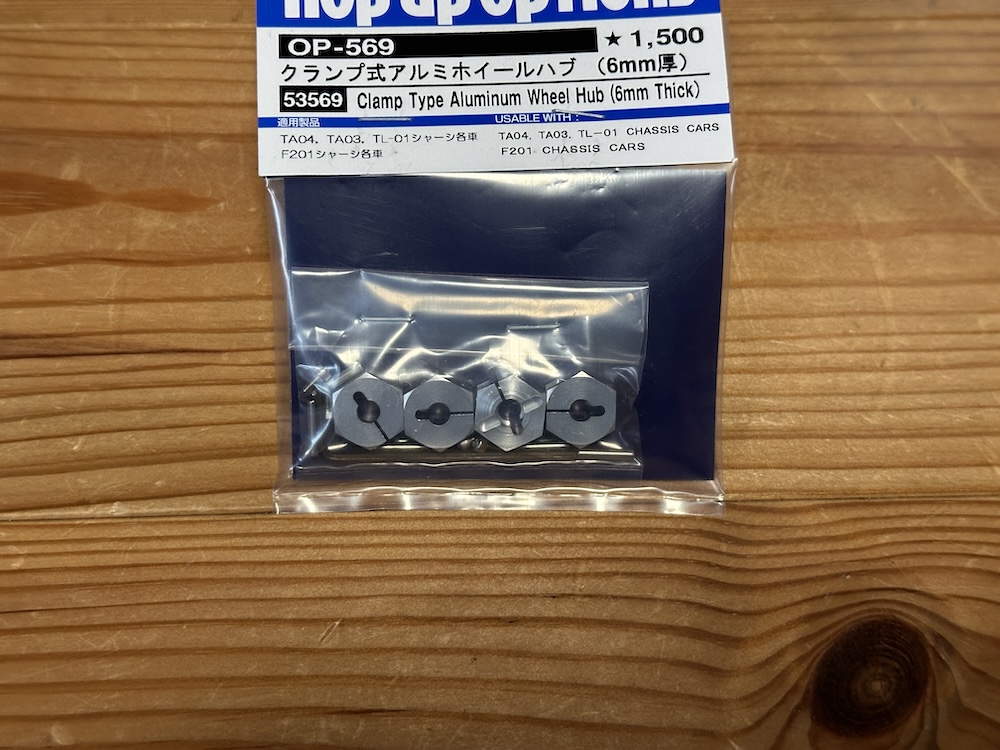 Hop Up Options
OP-569 ★ 1,500
クランプ式アルミホイールハブ (6mm厚)
53569 Clamp Type Aluminum Wheel Hub (6mm Thick)
適用製品 USABLE WITH :
TA04, TA03, TL-01シャーシ各車 TA04, TA03, TL-01 CHASSIS CARS
F201シャーシ各車 F201 CHASSIS CARS